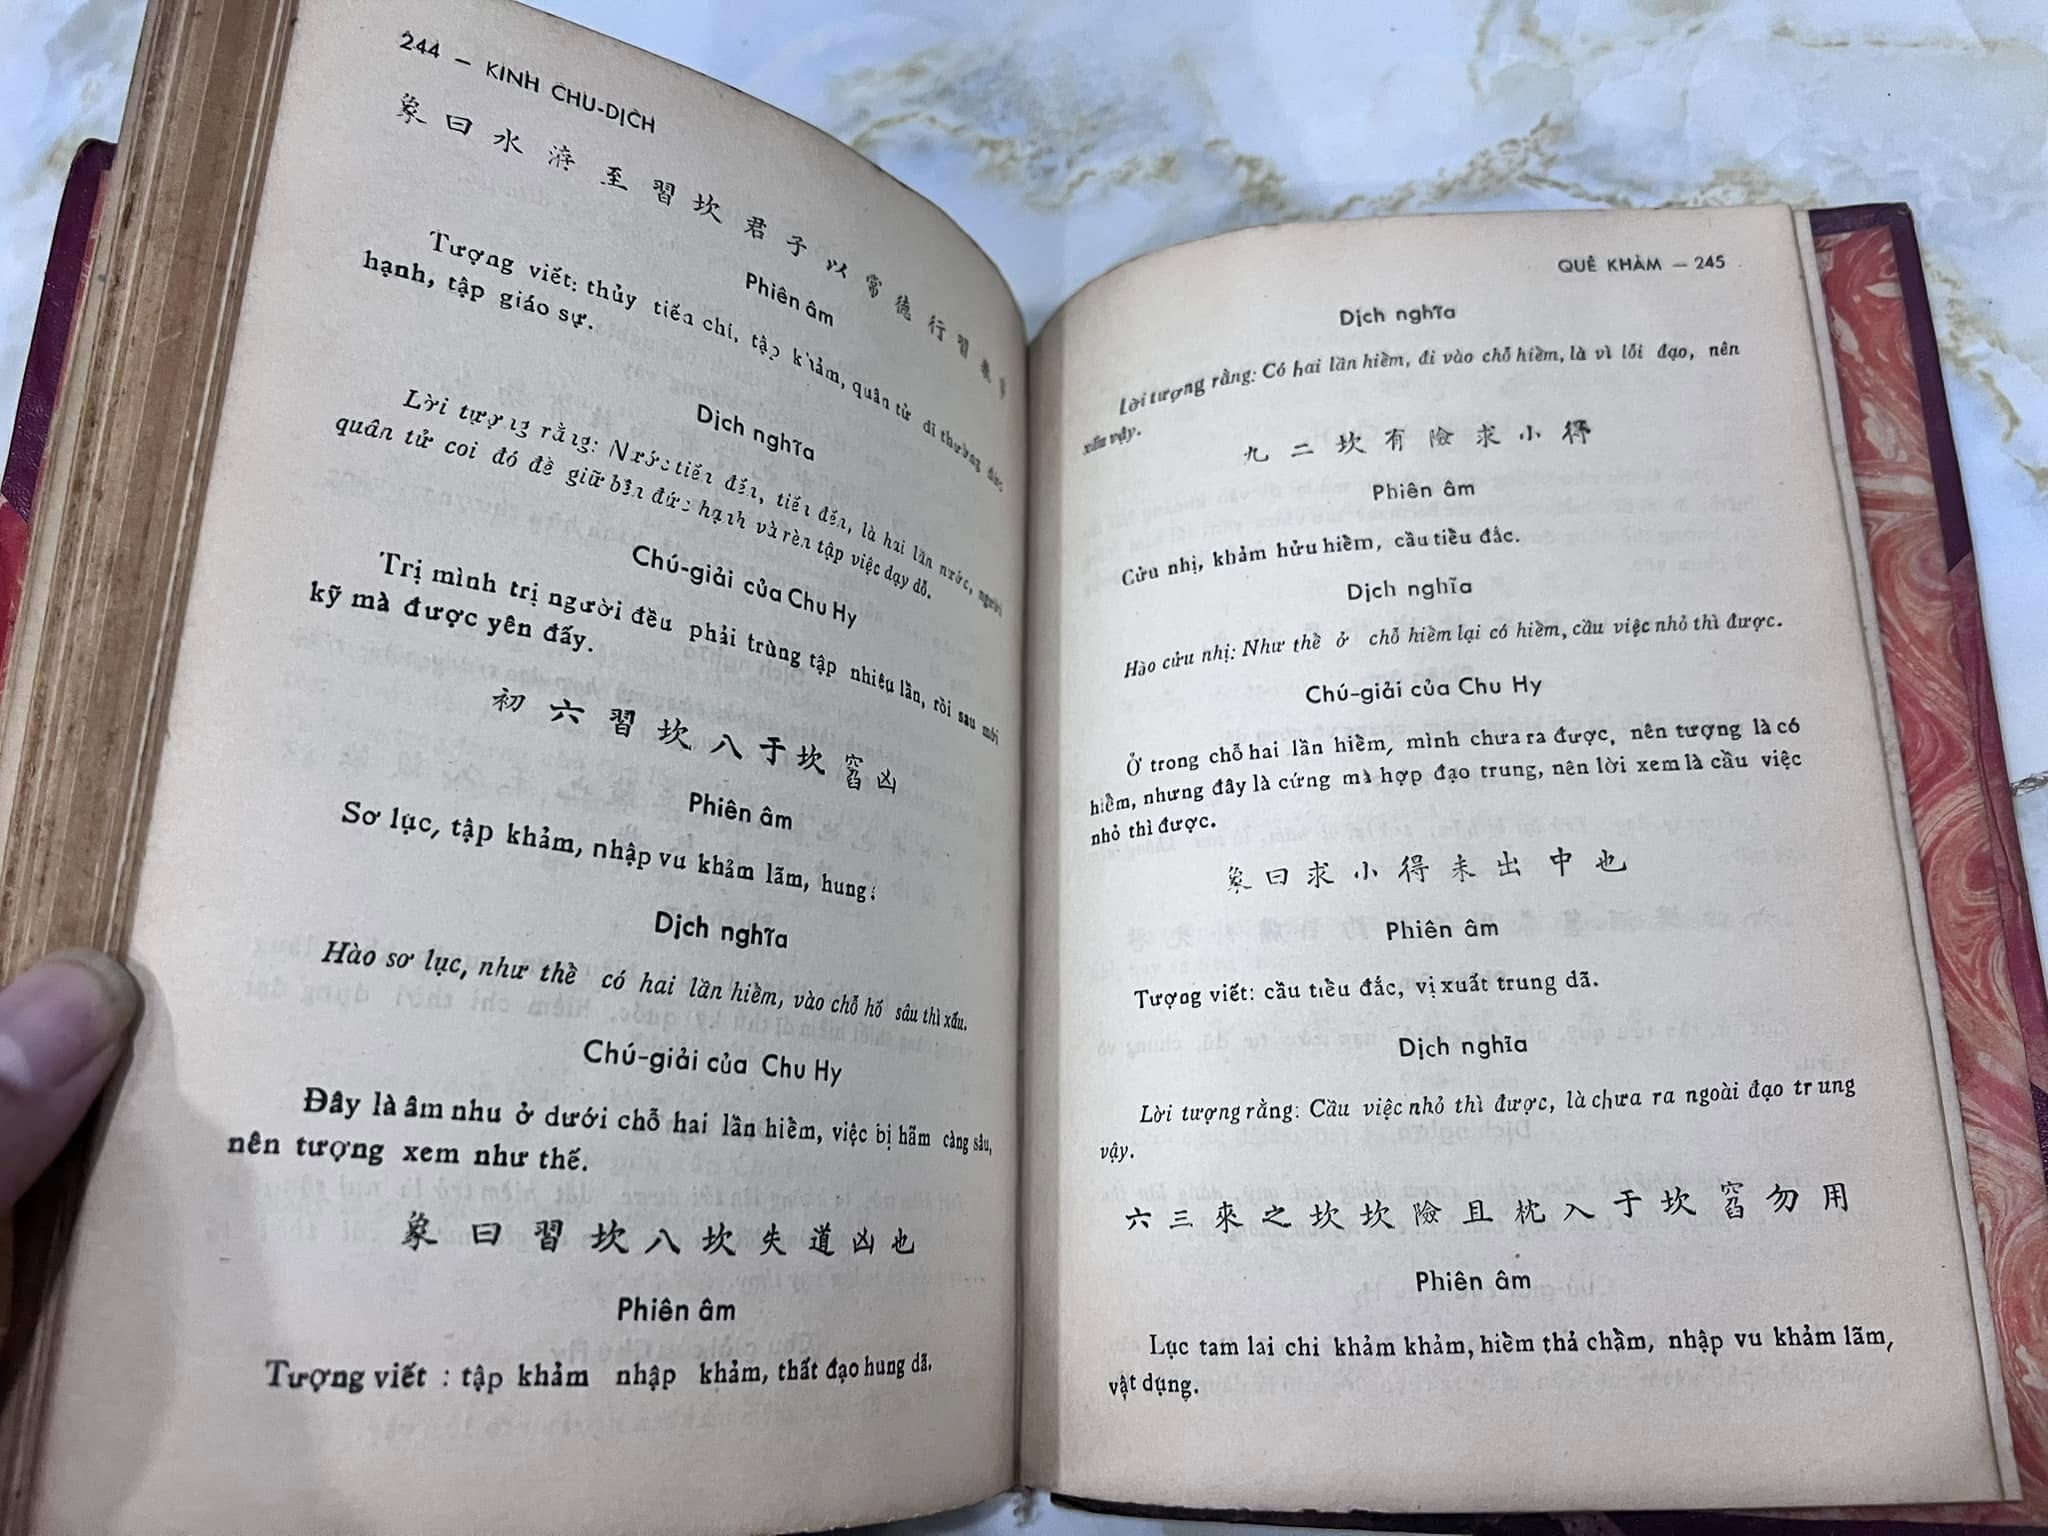 244 — KINH CHU-DỊCH
象曰水洊至習坎君子以常德行習教事
Phiên âm
Tượng viết: thủy tiến chí, tập khảm, quân tử dĩ thường đức
hạnh, tập giáo sự.
Dịch nghĩa
Lời tượng rằng: Nước tiến đến, tiến đến, là hai lần nước, người
quân tử coi đó để giữ bền đức hạnh và rèn tập việc dạy dỗ.
Chú-giải của Chu Hy
Trị mình trị người đều phải trùng tập nhiều lần, rồi sau mới
kỹ mà được yên đấy.
初六習坎八于坎窞凶
Phiên âm
Sơ lục, tập khảm, nhập vu khảm lãm, hung;
Dịch nghĩa
Hào sơ lục, như thể có hai lần hiểm, vào chỗ hố sâu thì xấu.
Chú-giải của Chu Hy
Đây là âm nhu ở dưới chỗ hai lần hiểm, việc bị hãm càng sâu,
nên tượng xem như thế.
象曰習坎八坎失道凶也
Phiên âm
Tượng viết : tập khảm nhập khảm, thất đạo hung dã.
QUẺ KHẢM — 245
Dịch nghĩa
Lời tượng rằng: Có hai lần hiểm, đi vào chỗ hiểm, là vì lỗi đạo, nên
xấu vậy.
九二坎有險求小得
Phiên âm
Cửu nhị, khảm hửu hiểm, cầu tiểu đắc.
Dịch nghĩa
Hào cửu nhị: Như thể ở chỗ hiểm lại có hiểm, cầu việc nhỏ thì được.
Chú-giải của Chu Hy
Ở trong chỗ hai lần hiểm, mình chưa ra được, nên tượng là có
hiểm, nhưng đây là cứng mà hợp đạo trung, nên lời xem là cầu việc
nhỏ thì được.
象曰求小得未出中也
Phiên âm
Tượng viết: cầu tiểu đắc, vị xuất trung dã.
Dịch nghĩa
Lời tượng rằng: Cầu việc nhỏ thì được, là chưa ra ngoài đạo trung
vậy.
六三來之坎坎險且枕入于坎窞勿用
Phiên âm
Lục tam lai chi khảm khảm, hiểm thả chầm, nhập vu khảm lãm,
vật dụng.